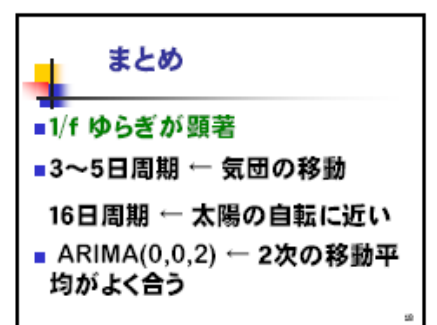 まとめ
1/f ゆらぎが顕著
3～5日周期 ← 気団の移動
16日周期 ← 太陽の自転に近い
ARIMA(0,0,2) ← 2次の移動平
均がよく合う